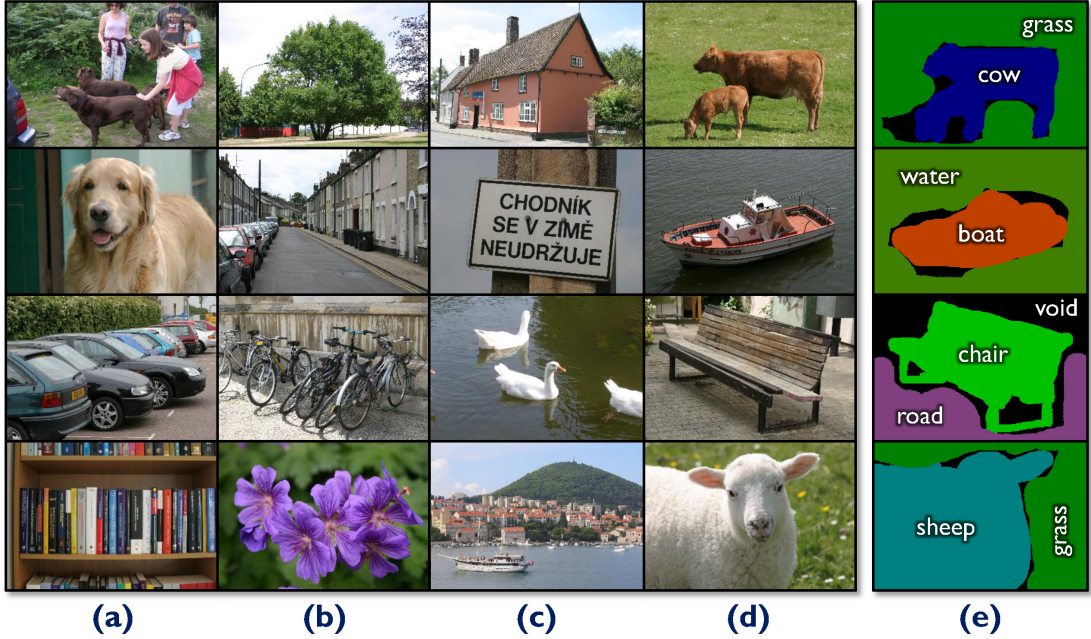 grass
cow
CHODNÍK
SE V ZIMĚ
NEUDRŽUJE
water
boat
void
chair
road
sheep
grass
(a)
(b)
(c)
(d)
(e)